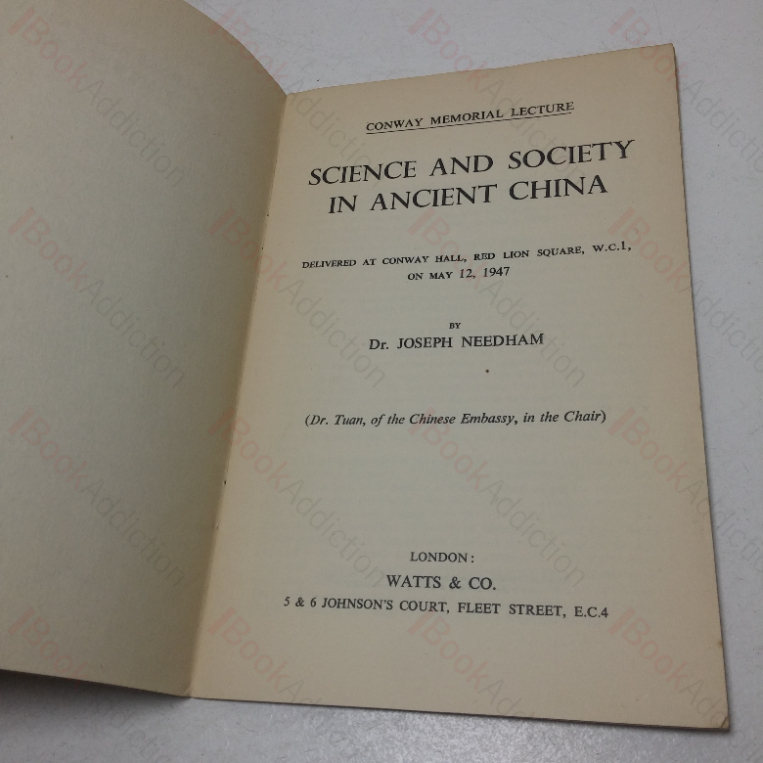 CONWAY MEMORIAL LECTURE
SCIENCE AND SOCIETY
IN ANCIENT CHINA
DELIVERED AT CONWAY HALL, RED LION SQUARE, W.C.1,
ON MAY 12, 1947
BY
Dr. JOSEPH NEEDHAM
(Dr. Tuan, of the Chinese Embassy, in the Chair)
LONDON:
WATTS & CO.
5 & 6 JOHNSON'S COURT, FLEET STREET, E.C.4
BookAddiction